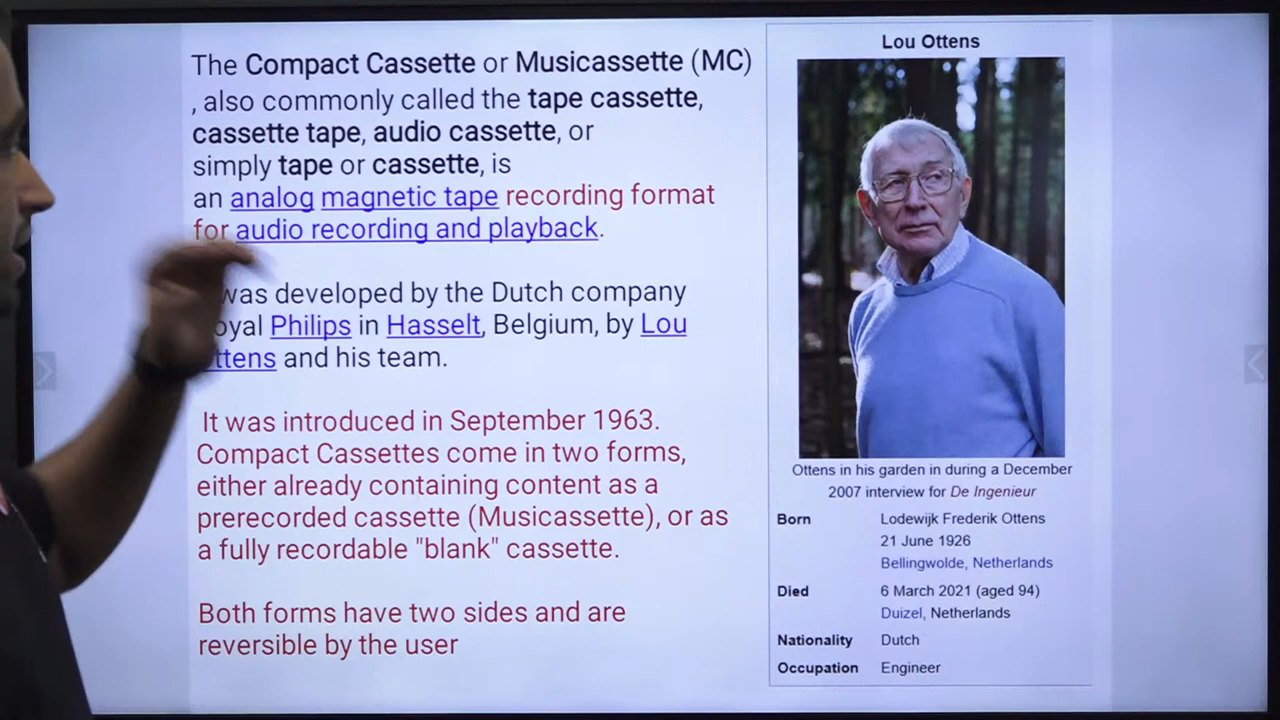 The Compact Cassette or Musicassette (MC)
, also commonly called the tape cassette,
cassette tape, audio cassette, or
simply tape or cassette, is
an analog magnetic tape recording format
for audio recording and playback.
was developed by the Dutch company
Philips in Hasselt, Belgium, by Lou
and his team.
It was introduced in September 1963.
Compact Cassettes come in two forms,
either already containing content as a
prerecorded cassette (Musicassette), or as
a fully recordable "blank" cassette.
Both forms have two sides and are
reversible by the user
Lou Ottens
Ottens in his garden in during a December
2007 interview for De Ingenieur
Born Lodewijk Frederik Ottens
21 June 1926
Bellingwolde, Netherlands
Died 6 March 2021 (aged 94)
Duizel, Netherlands
Nationality Dutch
Occupation Engineer